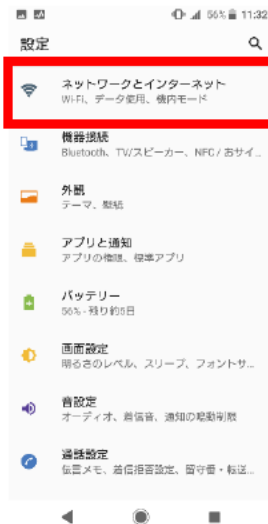 56% 11:32
設定
ネットワークとインターネット
Wi-Fi、データ使用、機内モード
機器接続
Bluetooth、TV/スピーカー、NFC / おサイ...
外観
テーマ、壁紙
アプリと通知
アプリの権限、標準アプリ
バッテリー
56% - 残り約5日
画面設定
明るさのレベル、スリープ、フォントサ...
音設定
オーディオ、着信音、通知の鳴動制限
通話設定
伝言メモ、着信拒否設定、留守番・転送...